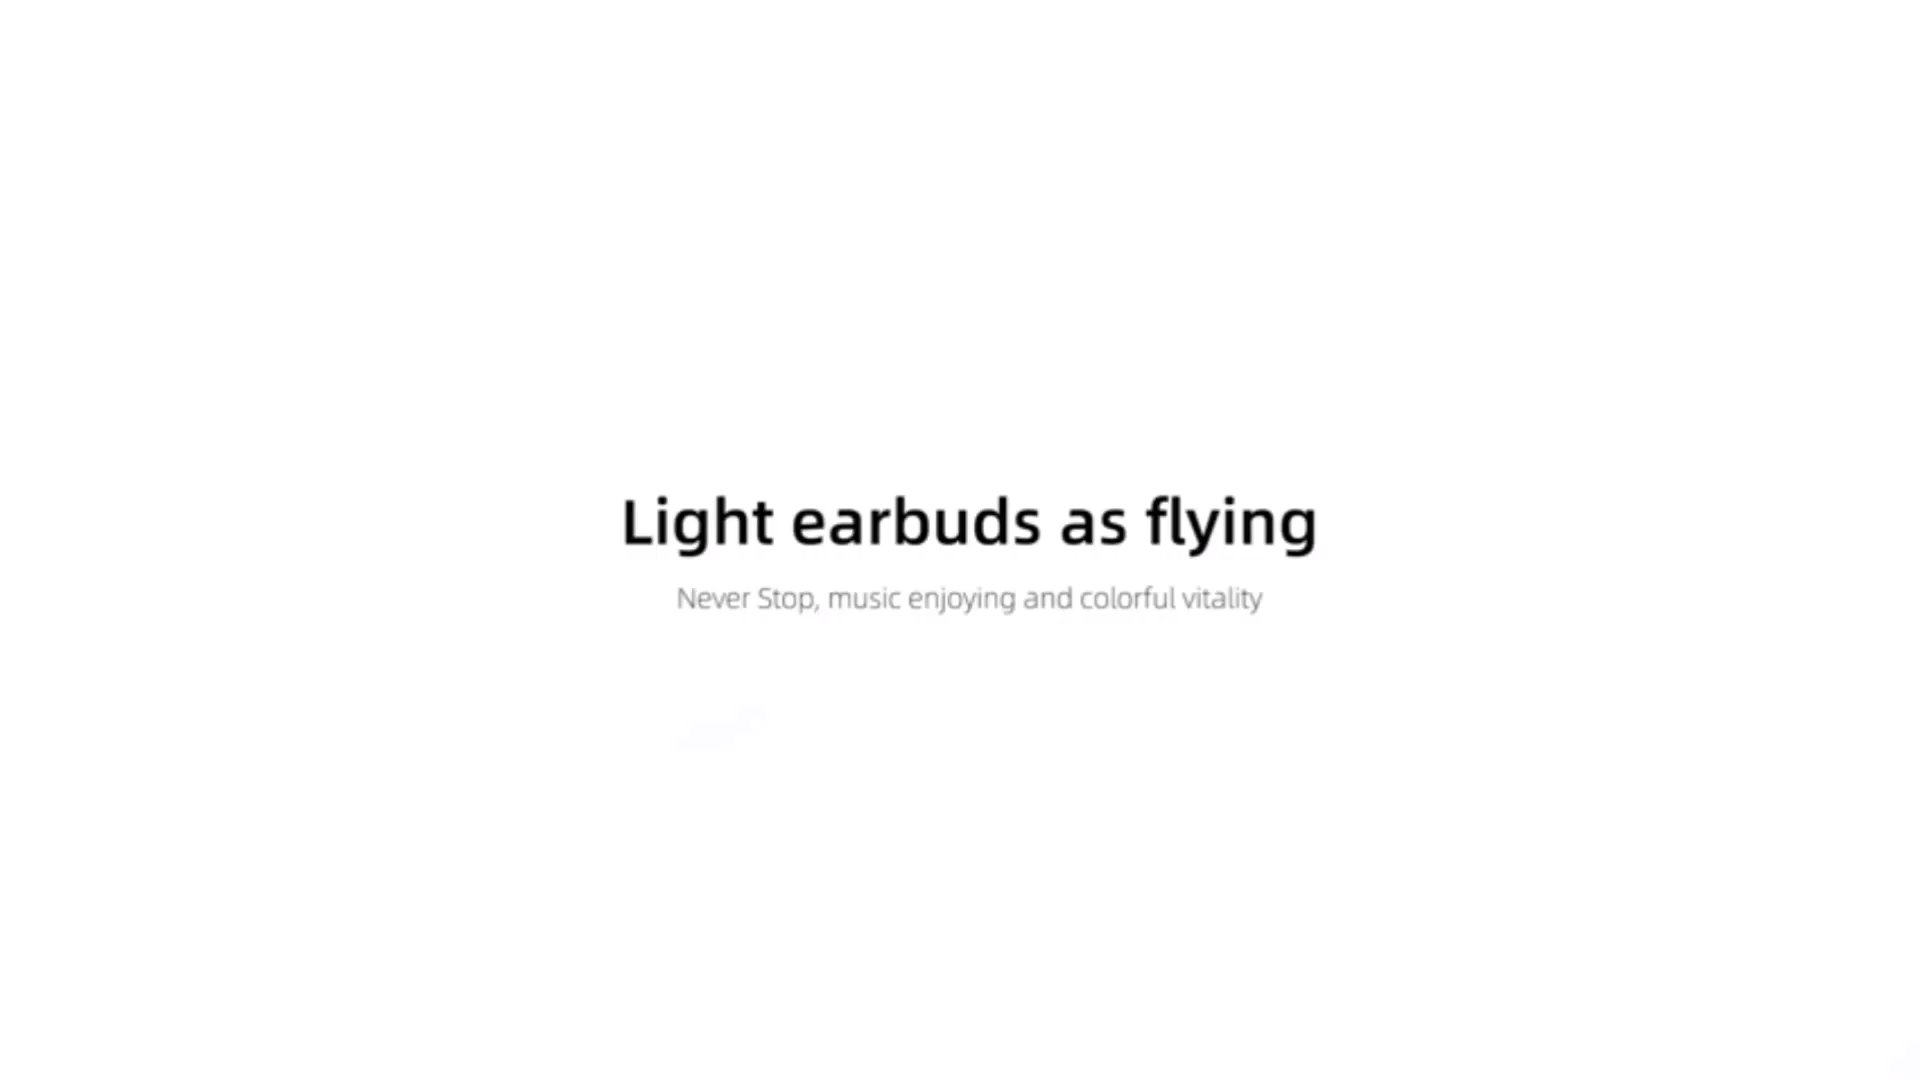 Light earbuds as flying
Never Stop, music enjoying and colorful vitality